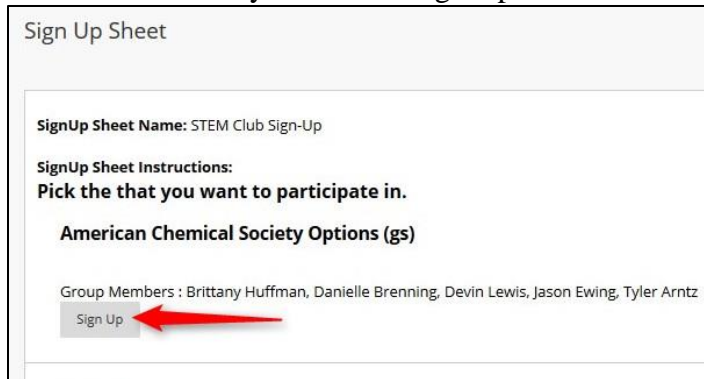 Sign Up Sheet
SignUp Sheet Name: STEM Club Sign-Up
SignUp Sheet Instructions:
Pick the that you want to participate in.
American Chemical Society Options (gs)
Group Members : Brittany Huffman, Danielle Brenning, Devin Lewis, Jason Ewing, Tyler Arntz
Sign Up